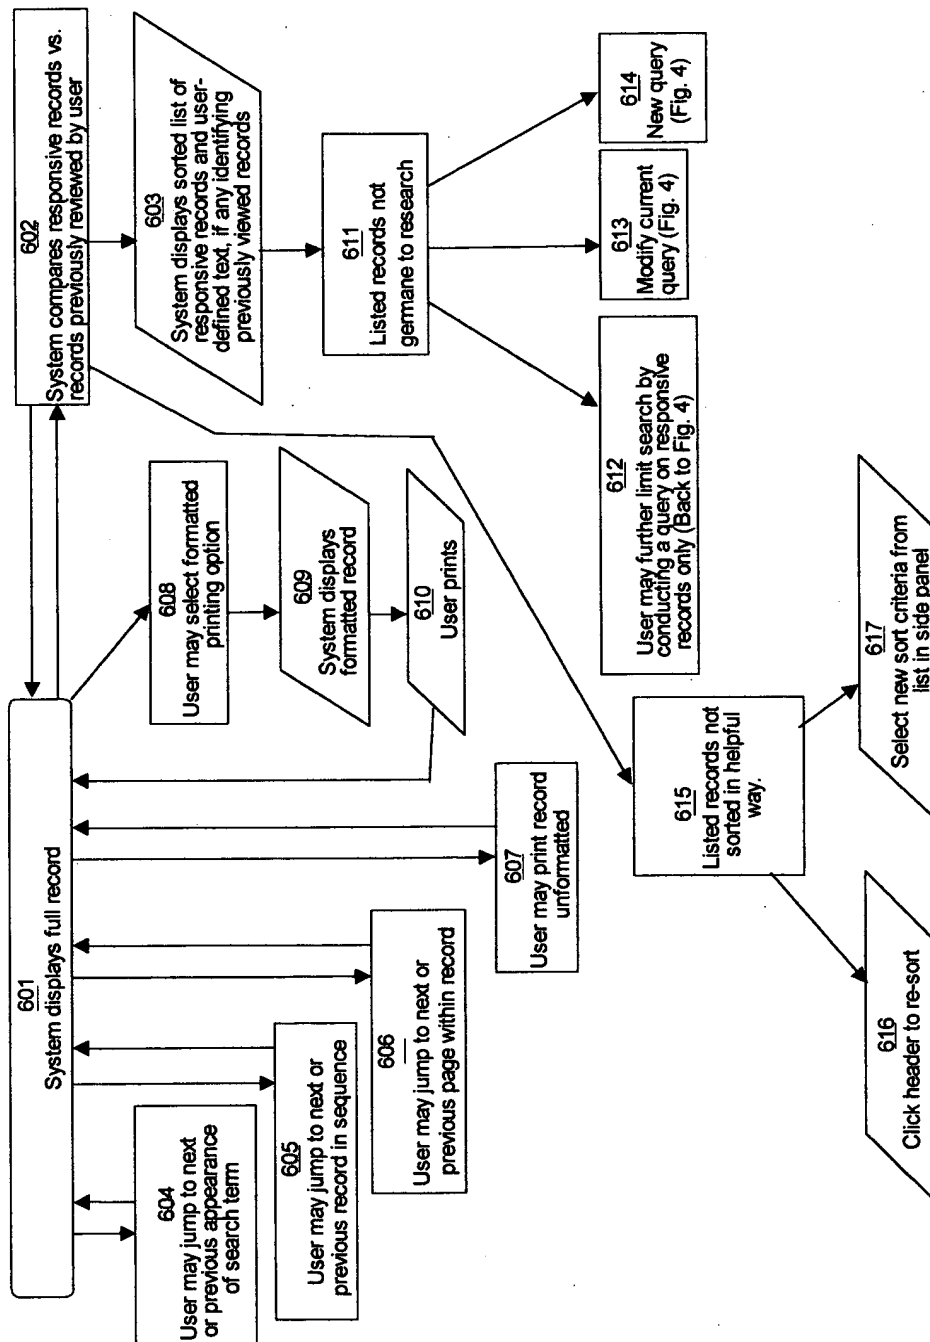 601
System displays full record
602
System compares responsive records vs.
records previously reviewed by user
603
System displays sorted list of
responsive records and user-
defined text, if any identifying
previously viewed records
604
User may jump to next
or previous appearance
of search term
605
User may jump to next or
previous record in sequence
606
User may jump to next or
previous page within record
607
User may print record
unformatted
608
User may select formatted
printing option
609
System displays
formatted record
610
User prints
611
Listed records not
germane to research
612
User may further limit search by
conducting a query on responsive
records only (Back to Fig. 4)
613
Modify current
query (Fig. 4)
614
New query
(Fig. 4)
615
Listed records not
sorted in helpful
way.
616
Click header to re-sort
617
Select new sort criteria from
list in side panel